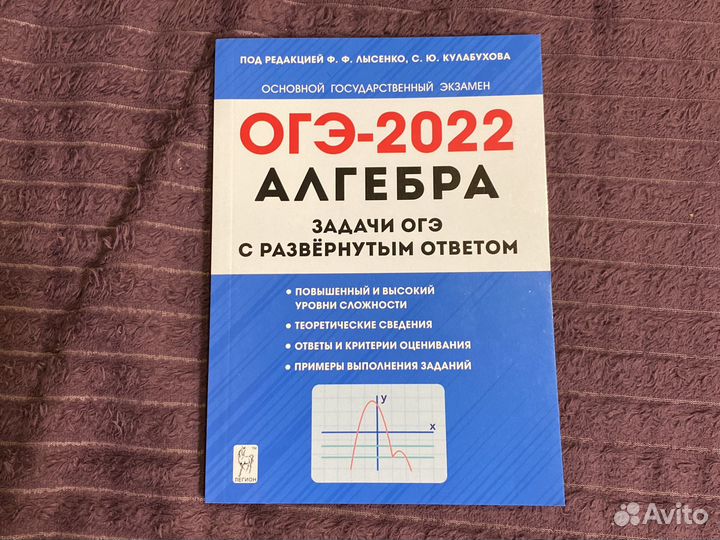 ПОД РЕДАКЦИЕЙ Ф. Ф. ЛЫСЕНКО, С. Ю. КУЛАБУХОВА
ОСНОВНОЙ ГОСУДАРСТВЕННЫЙ ЭКЗАМЕН
ОГЭ-2022
АЛГЕБРА
ЗАДАЧИ ОГЭ
С РАЗВЁРНУТЫМ ОТВЕТОМ
• ПОВЫШЕННЫЙ И ВЫСОКИЙ
УРОВНИ СЛОЖНОСТИ
• ТЕОРЕТИЧЕСКИЕ СВЕДЕНИЯ
• ОТВЕТЫ И КРИТЕРИИ ОЦЕНИВАНИЯ
• ПРИМЕРЫ ВЫПОЛНЕНИЯ ЗАДАНИЙ
y
x
ЛЕГИОН
Avito